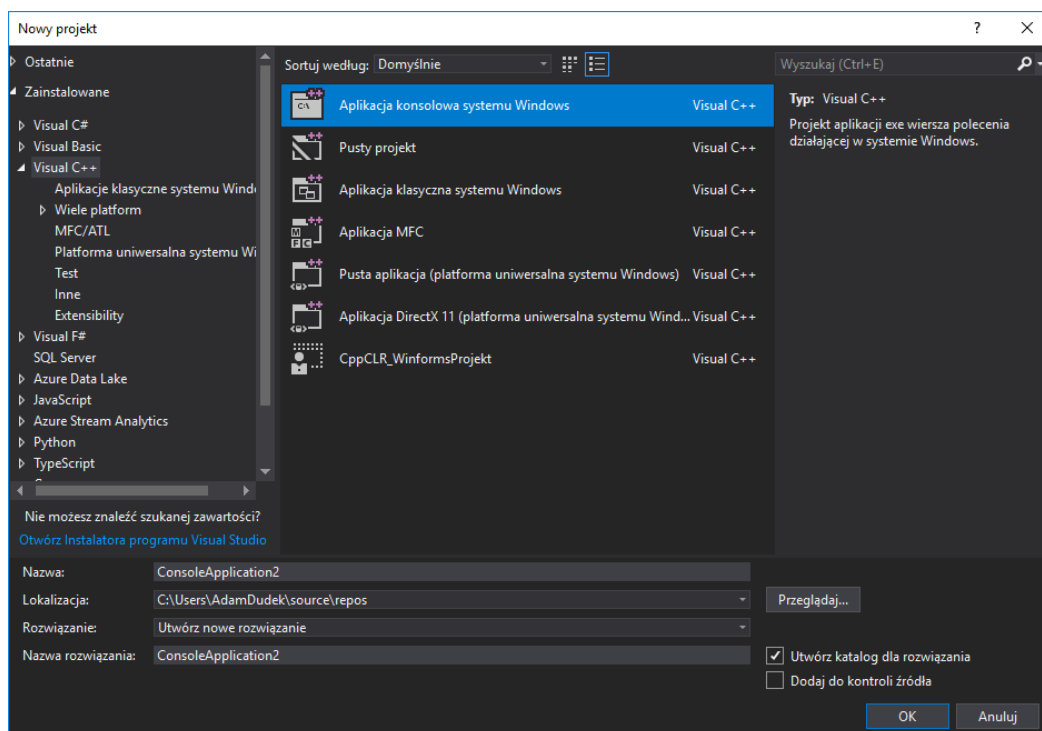 Nowy projekt
?
Ostatnie
Zainstalowane
Visual C#
Visual Basic
Visual C++
Aplikacje klasyczne systemu Wind
Wiele platform
MFC/ATL
Platforma uniwersalna systemu Wi
Test
Inne
Extensibility
Visual F#
SQL Server
Azure Data Lake
JavaScript
Azure Stream Analytics
Python
TypeScript
Nie możesz znaleźć szukanej zawartości?
Otwórz Instalatora programu Visual Studio
Sortuj według: Domyślnie
Aplikacja konsolowa systemu Windows Visual C++
Pusty projekt Visual C++
Aplikacja klasyczna systemu Windows Visual C++
Aplikacja MFC Visual C++
Pusta aplikacja (platforma uniwersalna systemu Windows) Visual C++
Aplikacja DirectX 11 (platforma uniwersalna systemu Wind... Visual C++
CppCLR_WinformsProjekt Visual C++
Wyszukaj (Ctrl+E)
Typ: Visual C++
Projekt aplikacji exe wiersza polecenia
działającej w systemie Windows.
Nazwa: ConsoleApplication2
Lokalizacja: C:\Users\AdamDudek\source\repos
Przeglądaj...
Rozwiązanie: Utwórz nowe rozwiązanie
Nazwa rozwiązania: ConsoleApplication2
Utwórz katalog dla rozwiązania
Dodaj do kontroli źródła
OK Anuluj